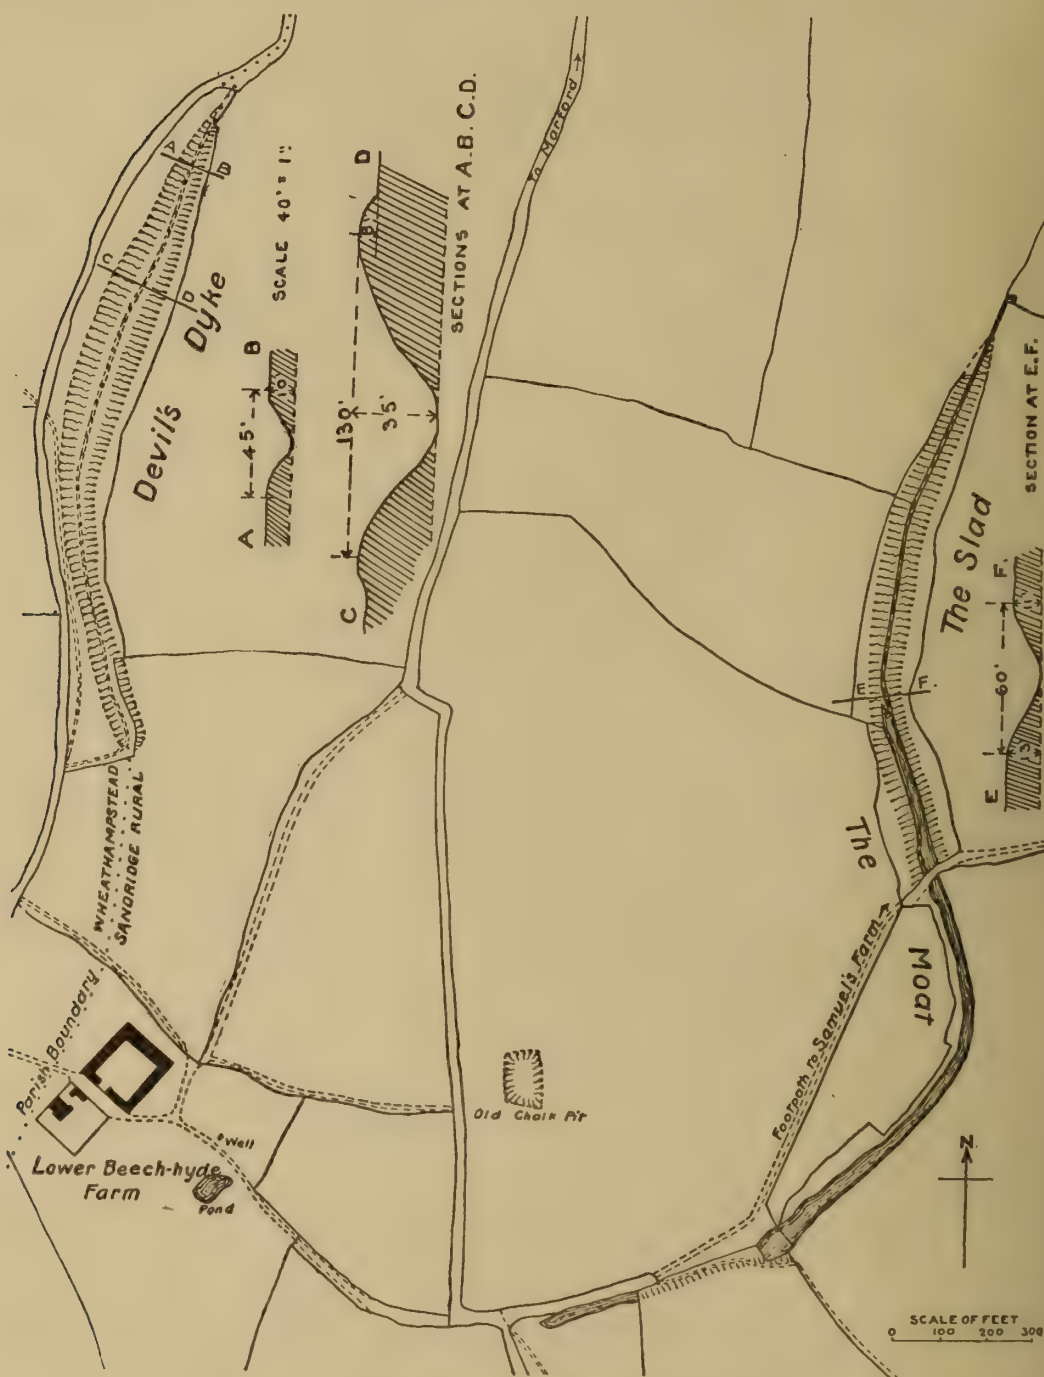 to Marford
A
B
C
D
Devil's Dyke
SCALE 40' = 1"
A
45'
B
10'
C
130'
35'
8'
D
SECTIONS AT A.B.C.D.
WHEATHAMPSTEAD
SANDRIDGE RURAL
Parish Boundary
Lower Beech-hyde
Farm
Well
Pond
Old Chalk Pit
Footpath to Samuel's Farm
The Moat
The Slad
E
F.
SECTION AT E.F.
E
13'
60'
F.
N
SCALE OF FEET
0 100 200 300